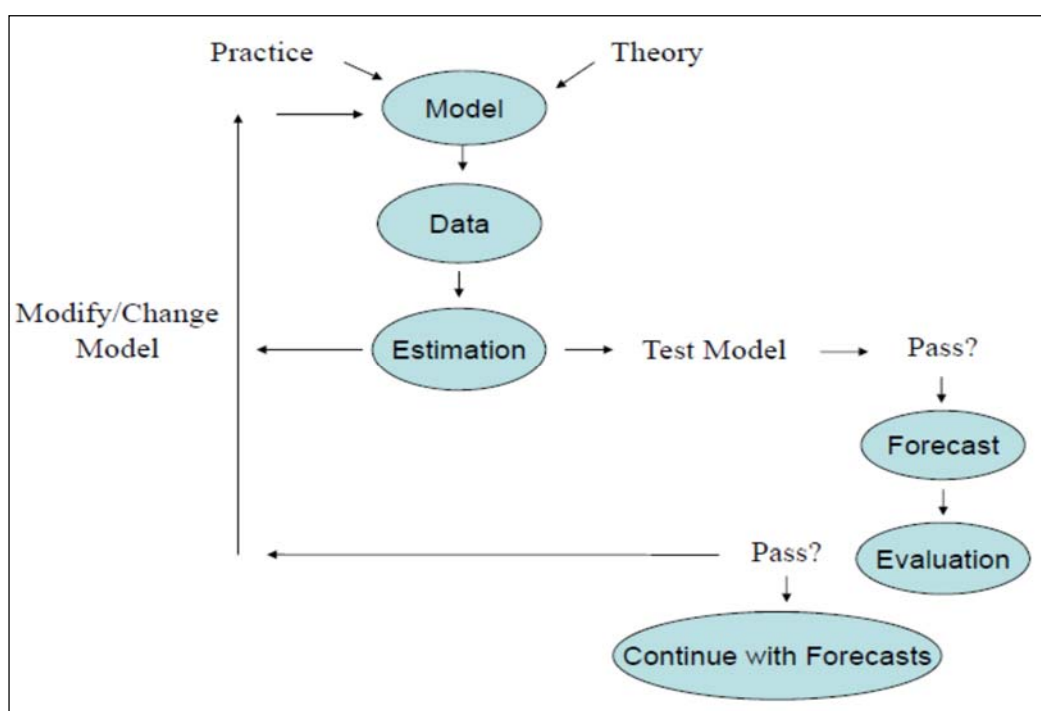 Practice
Theory
Model
Data
Modify/Change
Model
Estimation
Test Model
Pass?
Forecast
Pass?
Evaluation
Continue with Forecasts